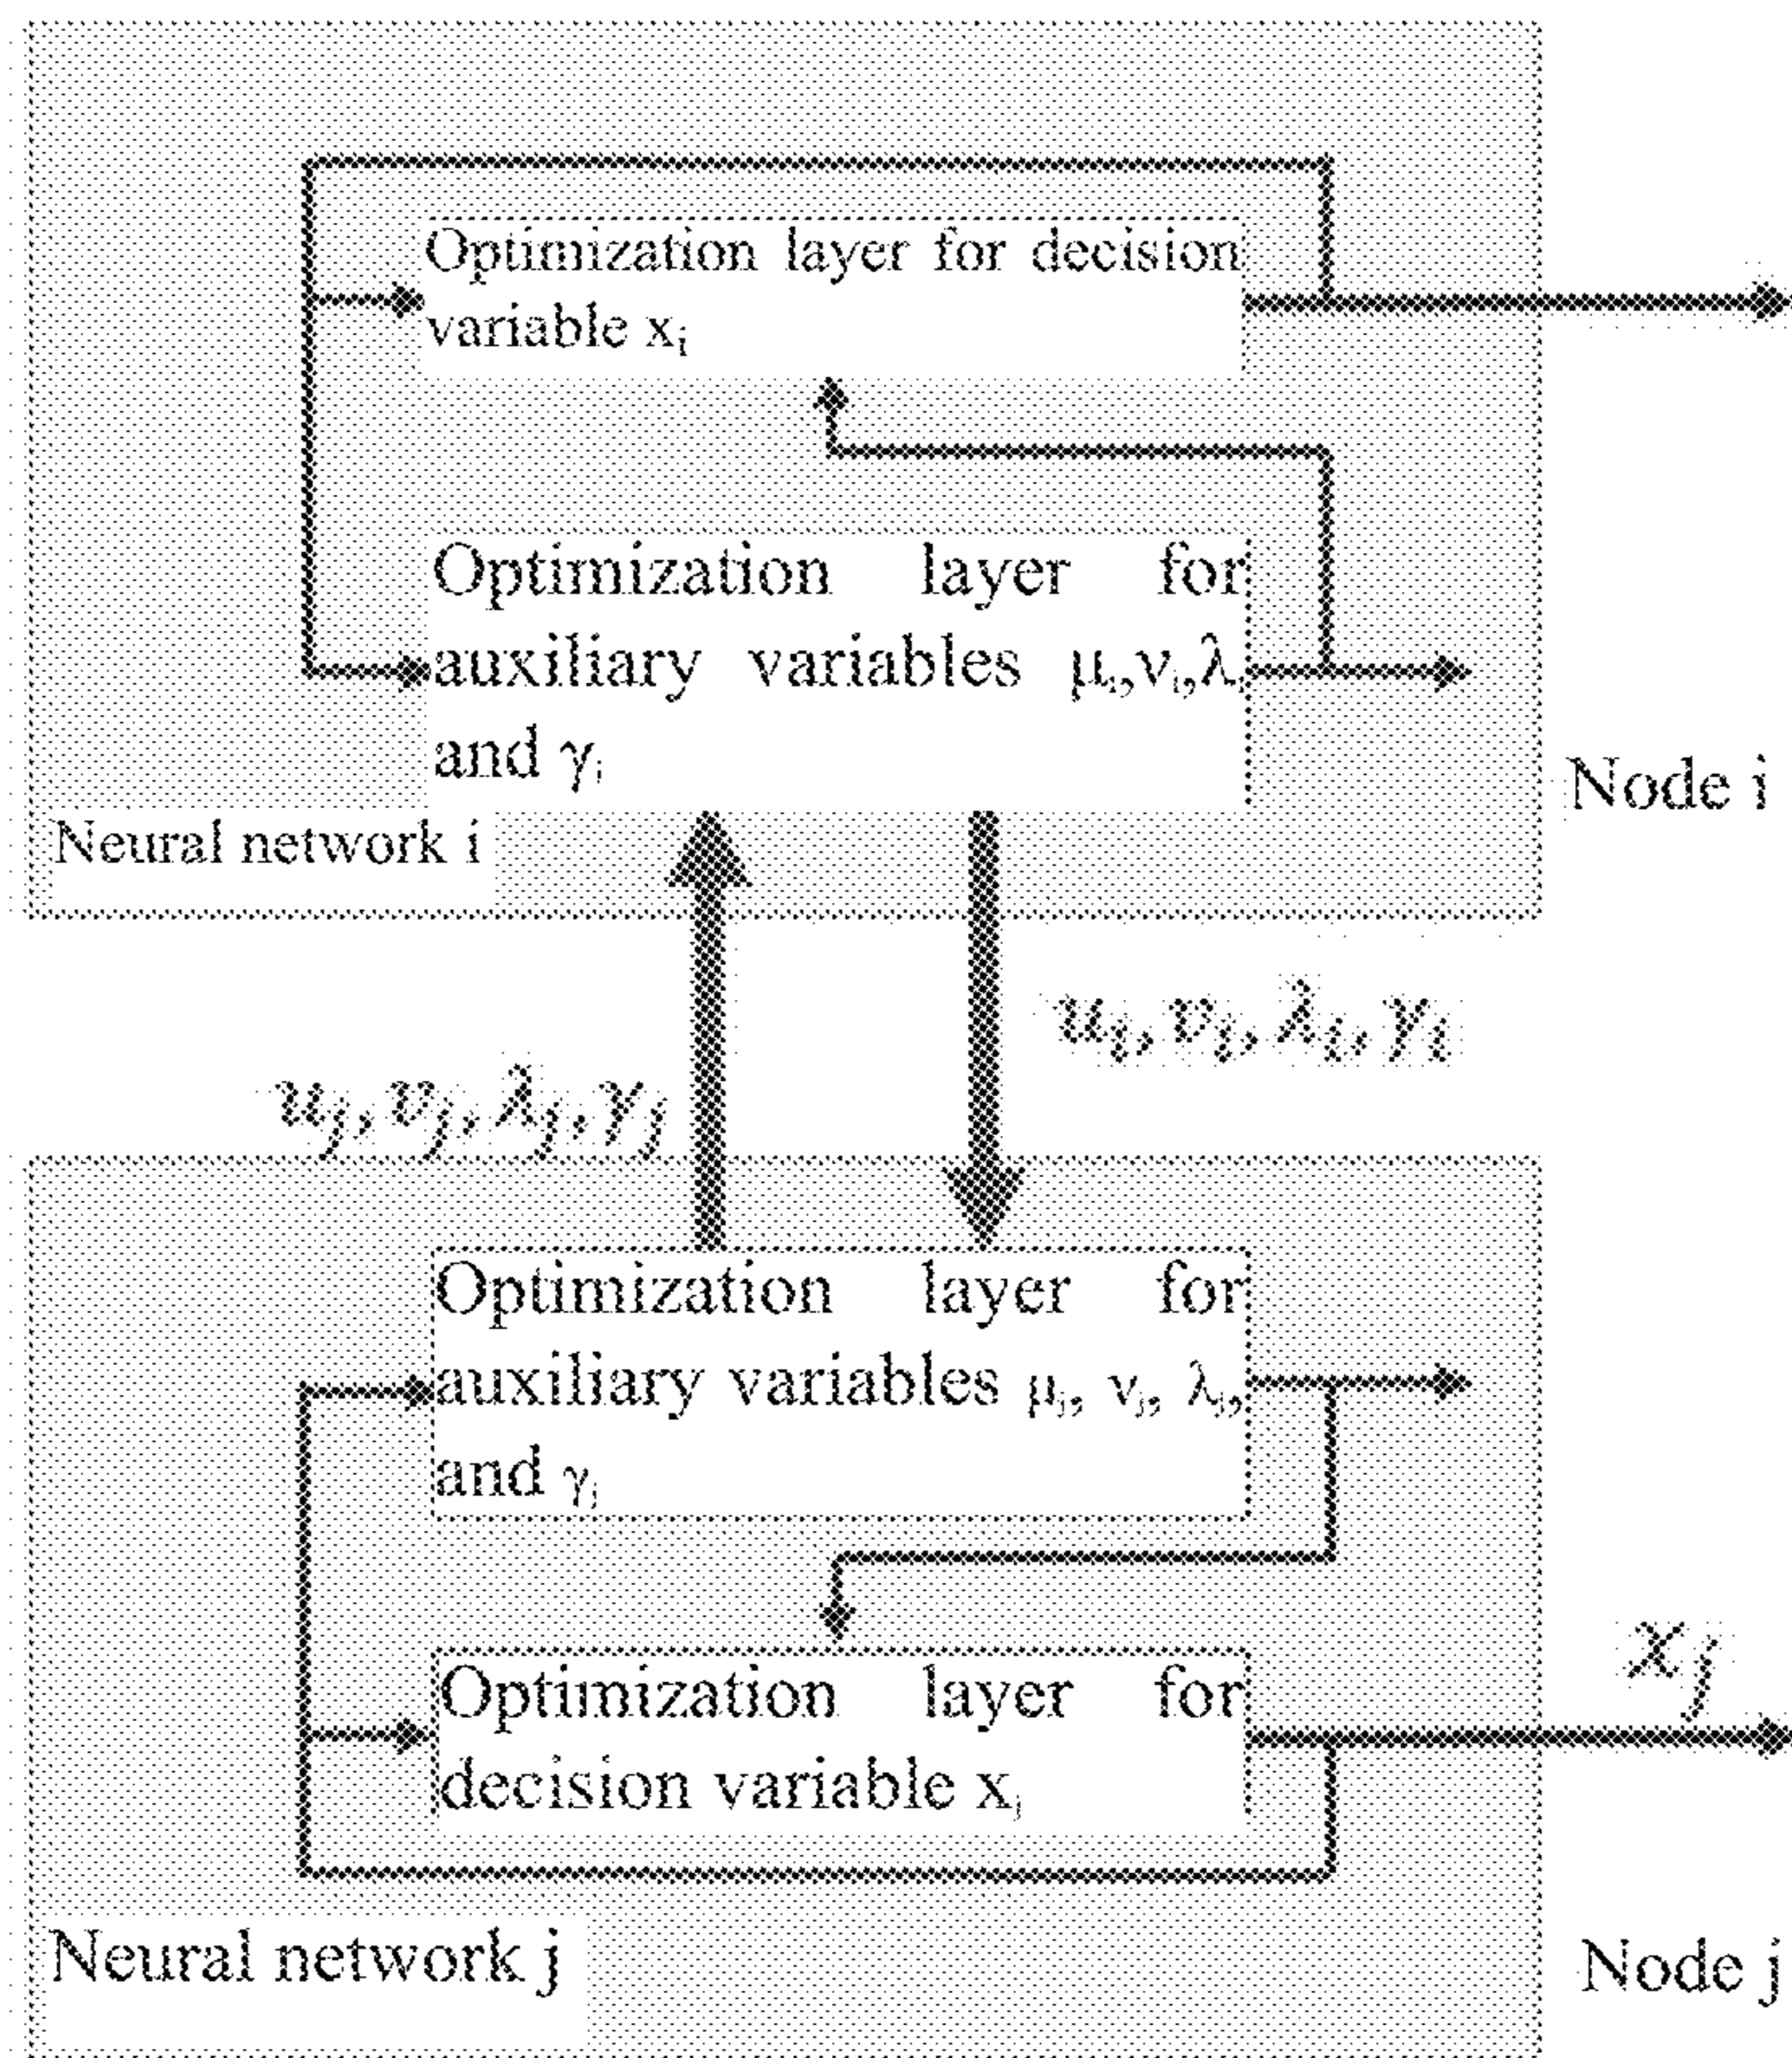 Optimization layer for decision
variable xᵢ
Optimization layer for
auxiliary variables μᵢ,νᵢ,λᵢ
and γᵢ
Node i
Neural network i
uᵢ, vᵢ, λᵢ, γᵢ
uⱼ, vⱼ, λⱼ, γⱼ
Optimization layer for
auxiliary variables μⱼ, νⱼ, λⱼ,
and γⱼ
xⱼ
Optimization layer for
decision variable xⱼ
Neural network j
Node j